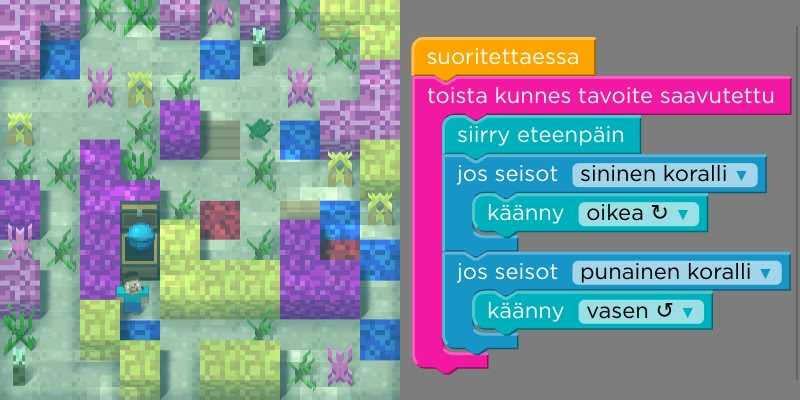 suoritettaessa
toista kunnes tavoite saavutettu
siirry eteenpäin
jos seisot sininen koralli ▼
käänny oikea ↻ ▼
jos seisot punainen koralli ▼
käänny vasen ↺ ▼